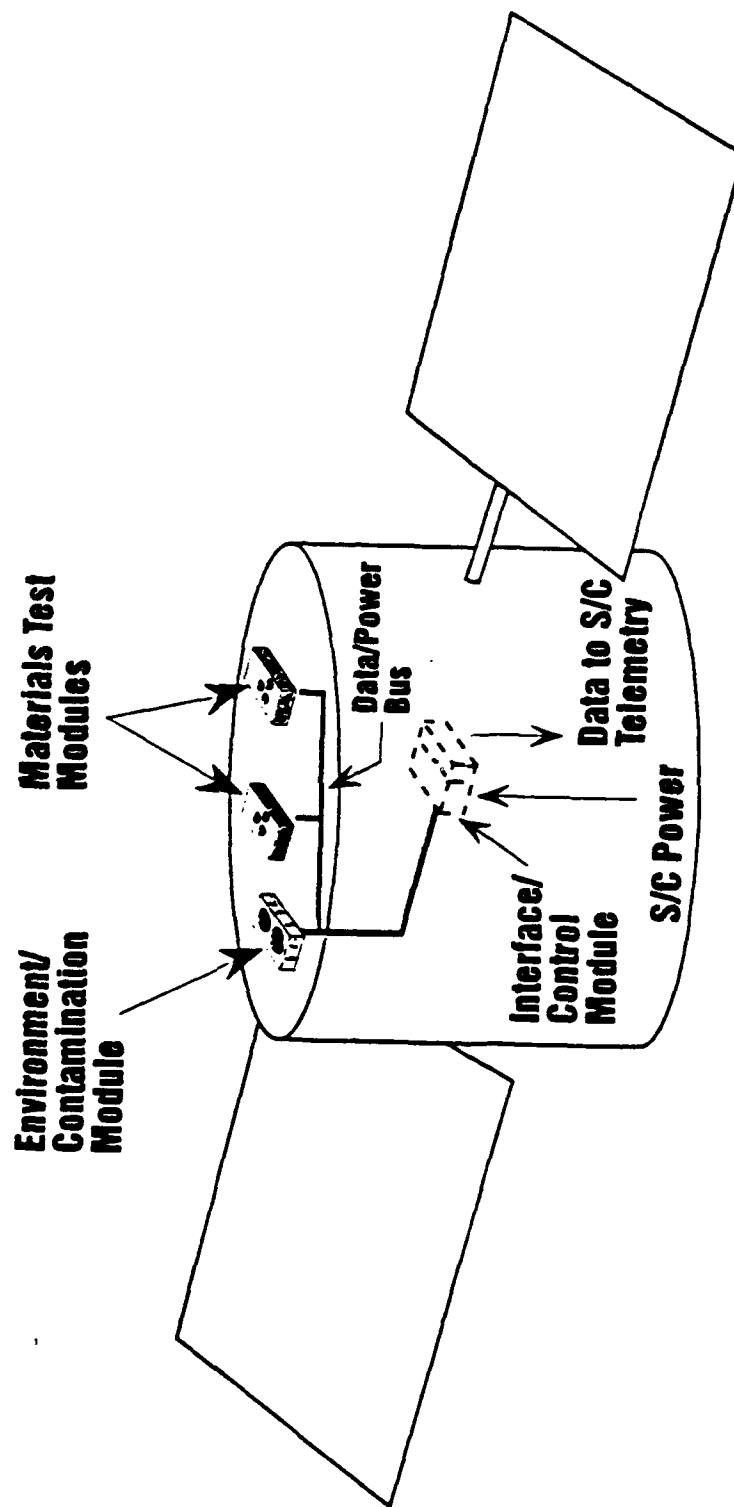 Environment/
Contamination
Module
Materials Test
Modules
Data/Power
Bus
Interface/
Control
Module
S/C Power
Data to S/C
Telemetry